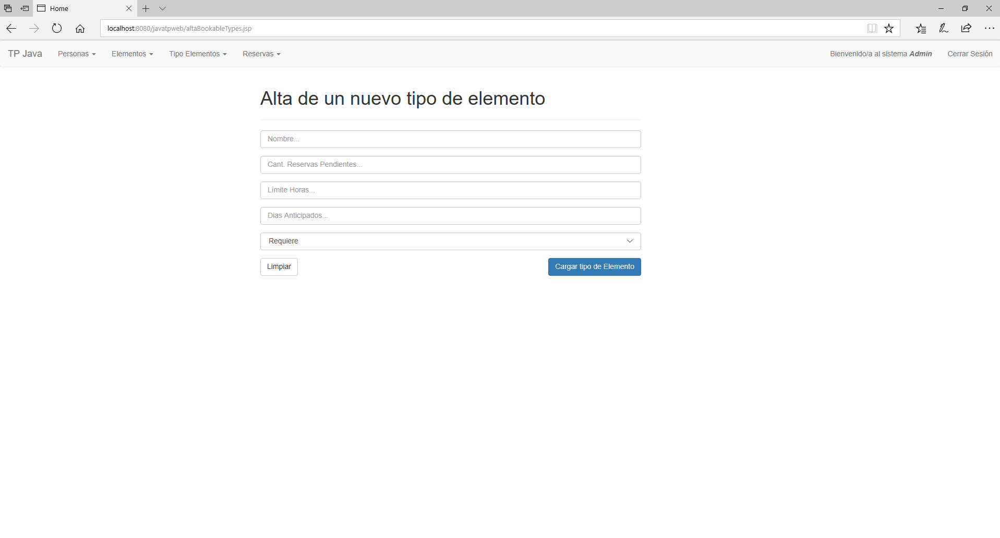 Home
localhost:8080/javatpweb/altaBookableTypes.jsp
TP Java Personas Elementos Tipo Elementos Reservas Bienvenido/a al sistema Admin Cerrar Sesión
Alta de un nuevo tipo de elemento
Nombre...
Cant. Reservas Pendientes...
Límite Horas...
Dias Anticipados...
Requiere
Limpiar Cargar tipo de Elemento